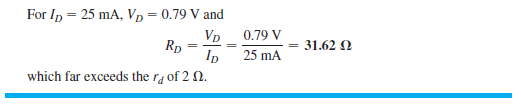 For I_D = 25 mA, V_D = 0.79 V and
R_D = V_D / I_D = 0.79 V / 25 mA = 31.62 Ω
which far exceeds the r_d of 2 Ω.